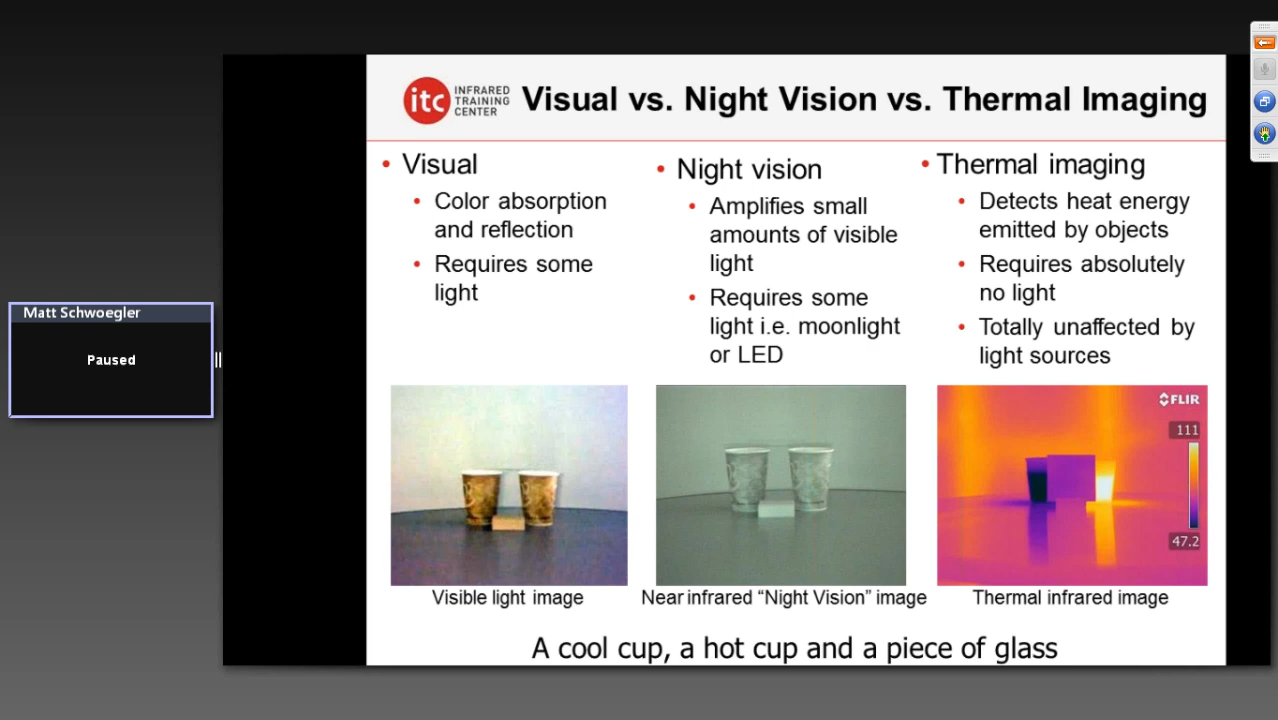 itc INFRARED TRAINING CENTER
Visual vs. Night Vision vs. Thermal Imaging
• Visual
• Color absorption
and reflection
• Requires some
light
• Night vision
• Amplifies small
amounts of visible
light
• Requires some
light i.e. moonlight
or LED
• Thermal imaging
• Detects heat energy
emitted by objects
• Requires absolutely
no light
• Totally unaffected by
light sources
Matt Schwoegler
Paused
FLIR
111
47.2
Visible light image
Near infrared “Night Vision” image
Thermal infrared image
A cool cup, a hot cup and a piece of glass